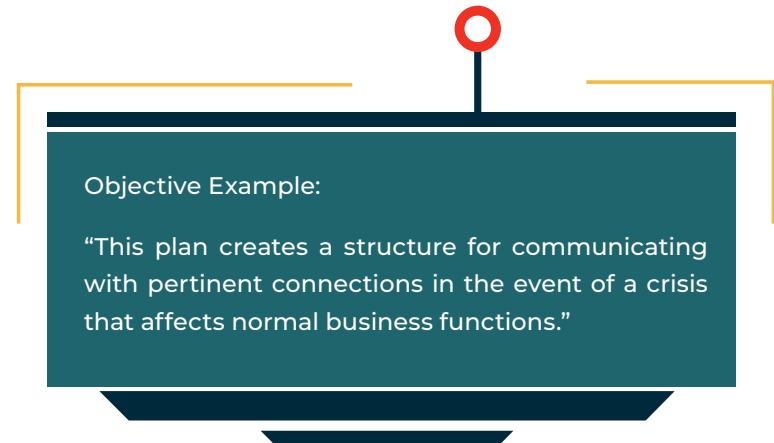 Objective Example:
“This plan creates a structure for communicating
with pertinent connections in the event of a crisis
that affects normal business functions.”